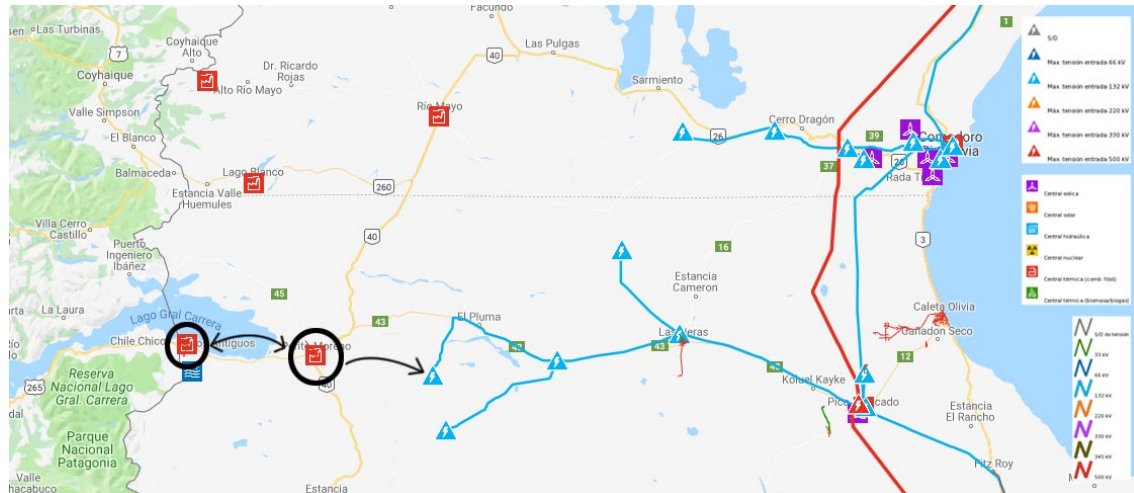 Facundo
Las Turbinas
Coyhaique
Alto
7
40
Las Pulgas
Coyhaique
Dr. Ricardo
Rojas
Alto Río Mayo
Sarmiento
1
Valle Simpson
Río Mayo
26
Cerro Dragón
39
Comodoro
El Blanco
37
26
Rada
Balmaceda
Lago Blanco
260
Estancia Valle
Huemules
Villa Cerro
Castillo
40
3
Puerto
Ingeniero
Ibáñez
16
Estancia
Cameron
45
La Laura
Lago Gral Carrera
43
El Pluma
Caleta Olivia
Chile Chico
Cañadón Seco
43
43
12
265
Reserva
Nacional Lago
Gral. Carrera
40
Koluel Kayke
Estancia
El Rancho
Parque
Nacional
Patagonia
Fitz Roy
Valle
Chacabuco
Estancia
S/D
Max. tensión entrada 66 kV
Max. tensión entrada 132 kV
Máx. tensión entrada 220 kV
Máx. tensión entrada 330 kV
Max. tensión entrada 500 kV
Central eólica
Central solar
Central hidráulica
Central nuclear
Central térmica (comb. fósil)
Central térmica (biomasa/biogas)
S/D de tensión
33 kV
66 kV
132 kV
220 kV
330 kV
345 kV
500 kV